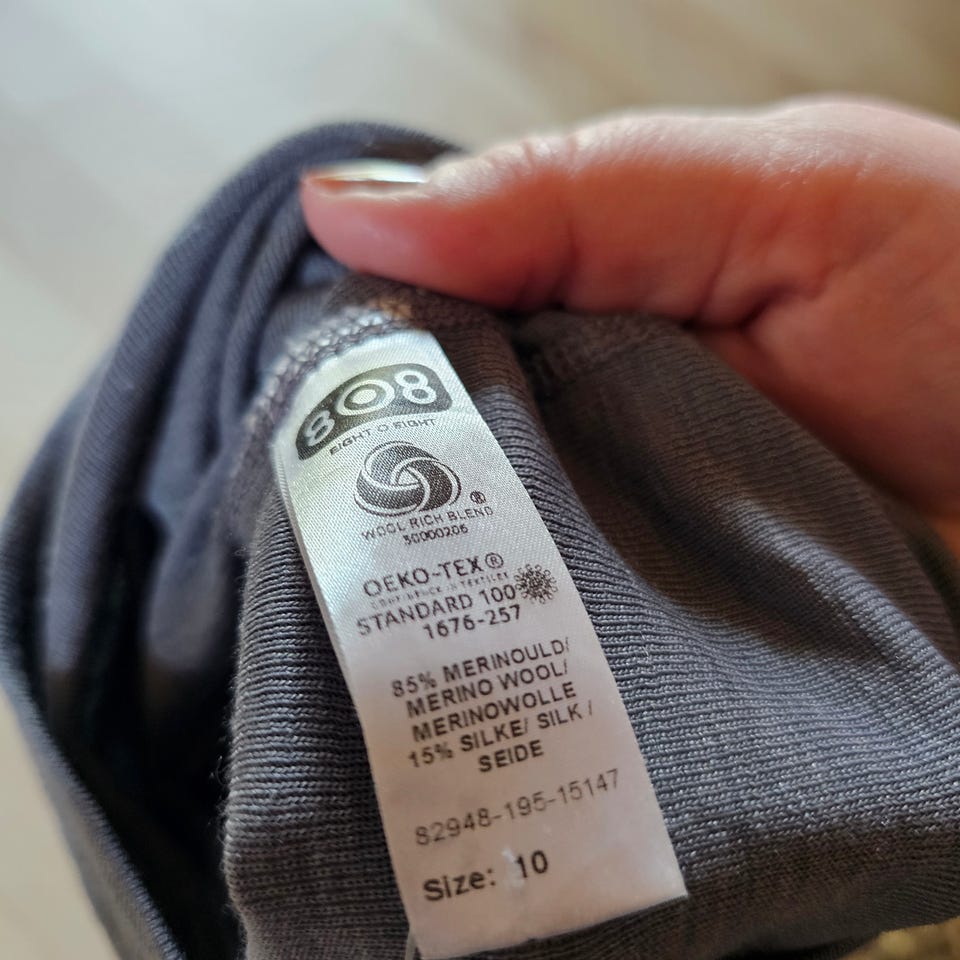 808
EIGHT O EIGHT
WOOL RICH BLEND ®
50000206
OEKO-TEX®
STANDARD 100
1676-257
85% MERINOULD/
MERINO WOOL/
MERINOWOLLE
15% SILKE/ SILK /
SEIDE
82948-195-15147
Size: 10